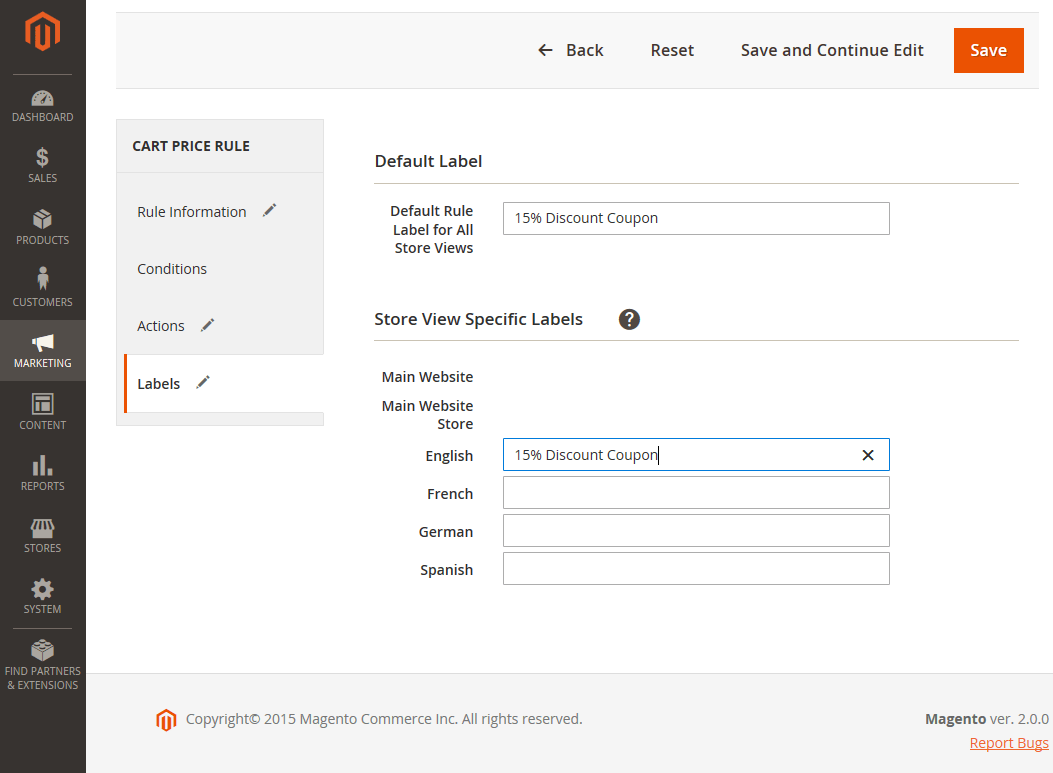 Back
Reset
Save and Continue Edit
Save
DASHBOARD
$
SALES
PRODUCTS
CUSTOMERS
MARKETING
CONTENT
REPORTS
STORES
SYSTEM
FIND PARTNERS
& EXTENSIONS
CART PRICE RULE
Rule Information
Conditions
Actions
Labels
Default Label
Default Rule
Label for All
Store Views
15% Discount Coupon
Store View Specific Labels
?
Main Website
Main Website
Store
English
15% Discount Coupon
French
German
Spanish
Copyright© 2015 Magento Commerce Inc. All rights reserved.
Magento ver. 2.0.0
Report Bugs